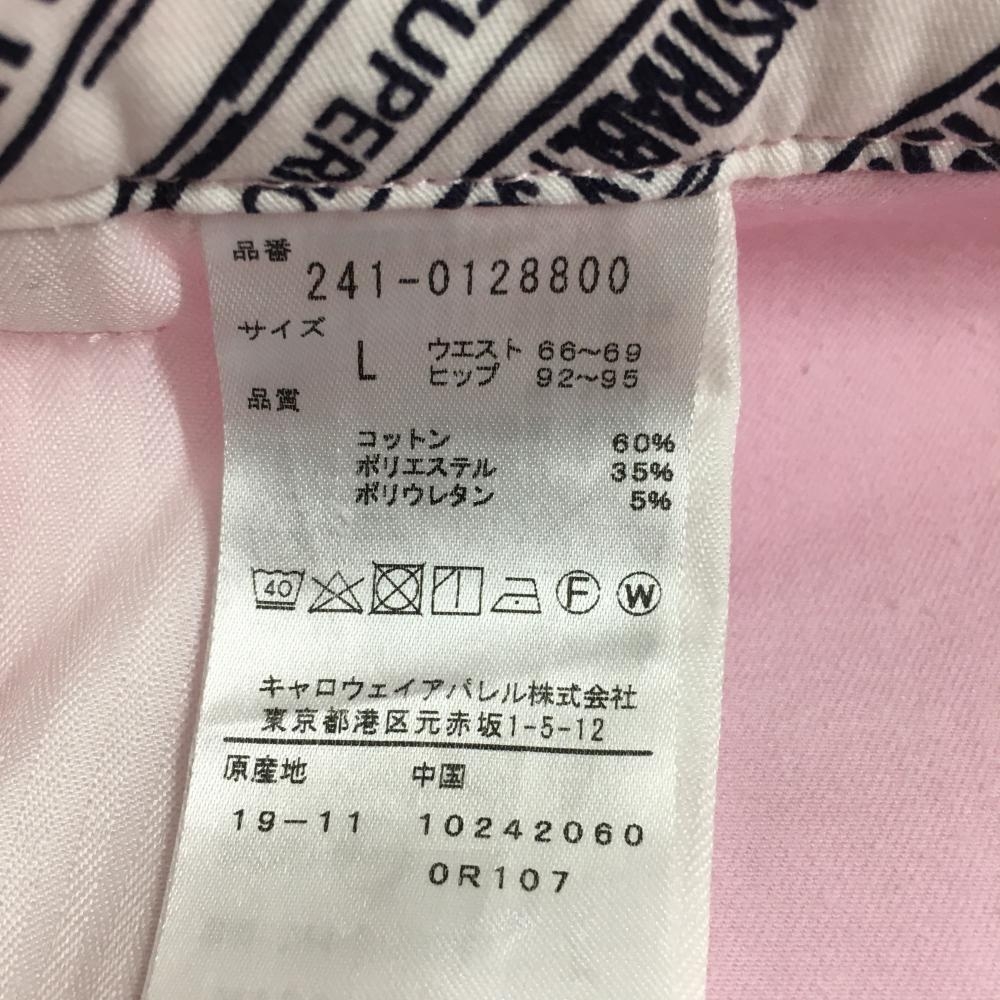 SUPERIO
STRABLE
品番
241-0128800
サイズ
L ウエスト 66〜69
ヒップ 92〜95
品質
コットン 60%
ポリエステル 35%
ポリウレタン 5%
40
F W
キャロウェイアパレル株式会社
東京都港区元赤坂1-5-12
原産地 中国
19-11 10242060
0R107